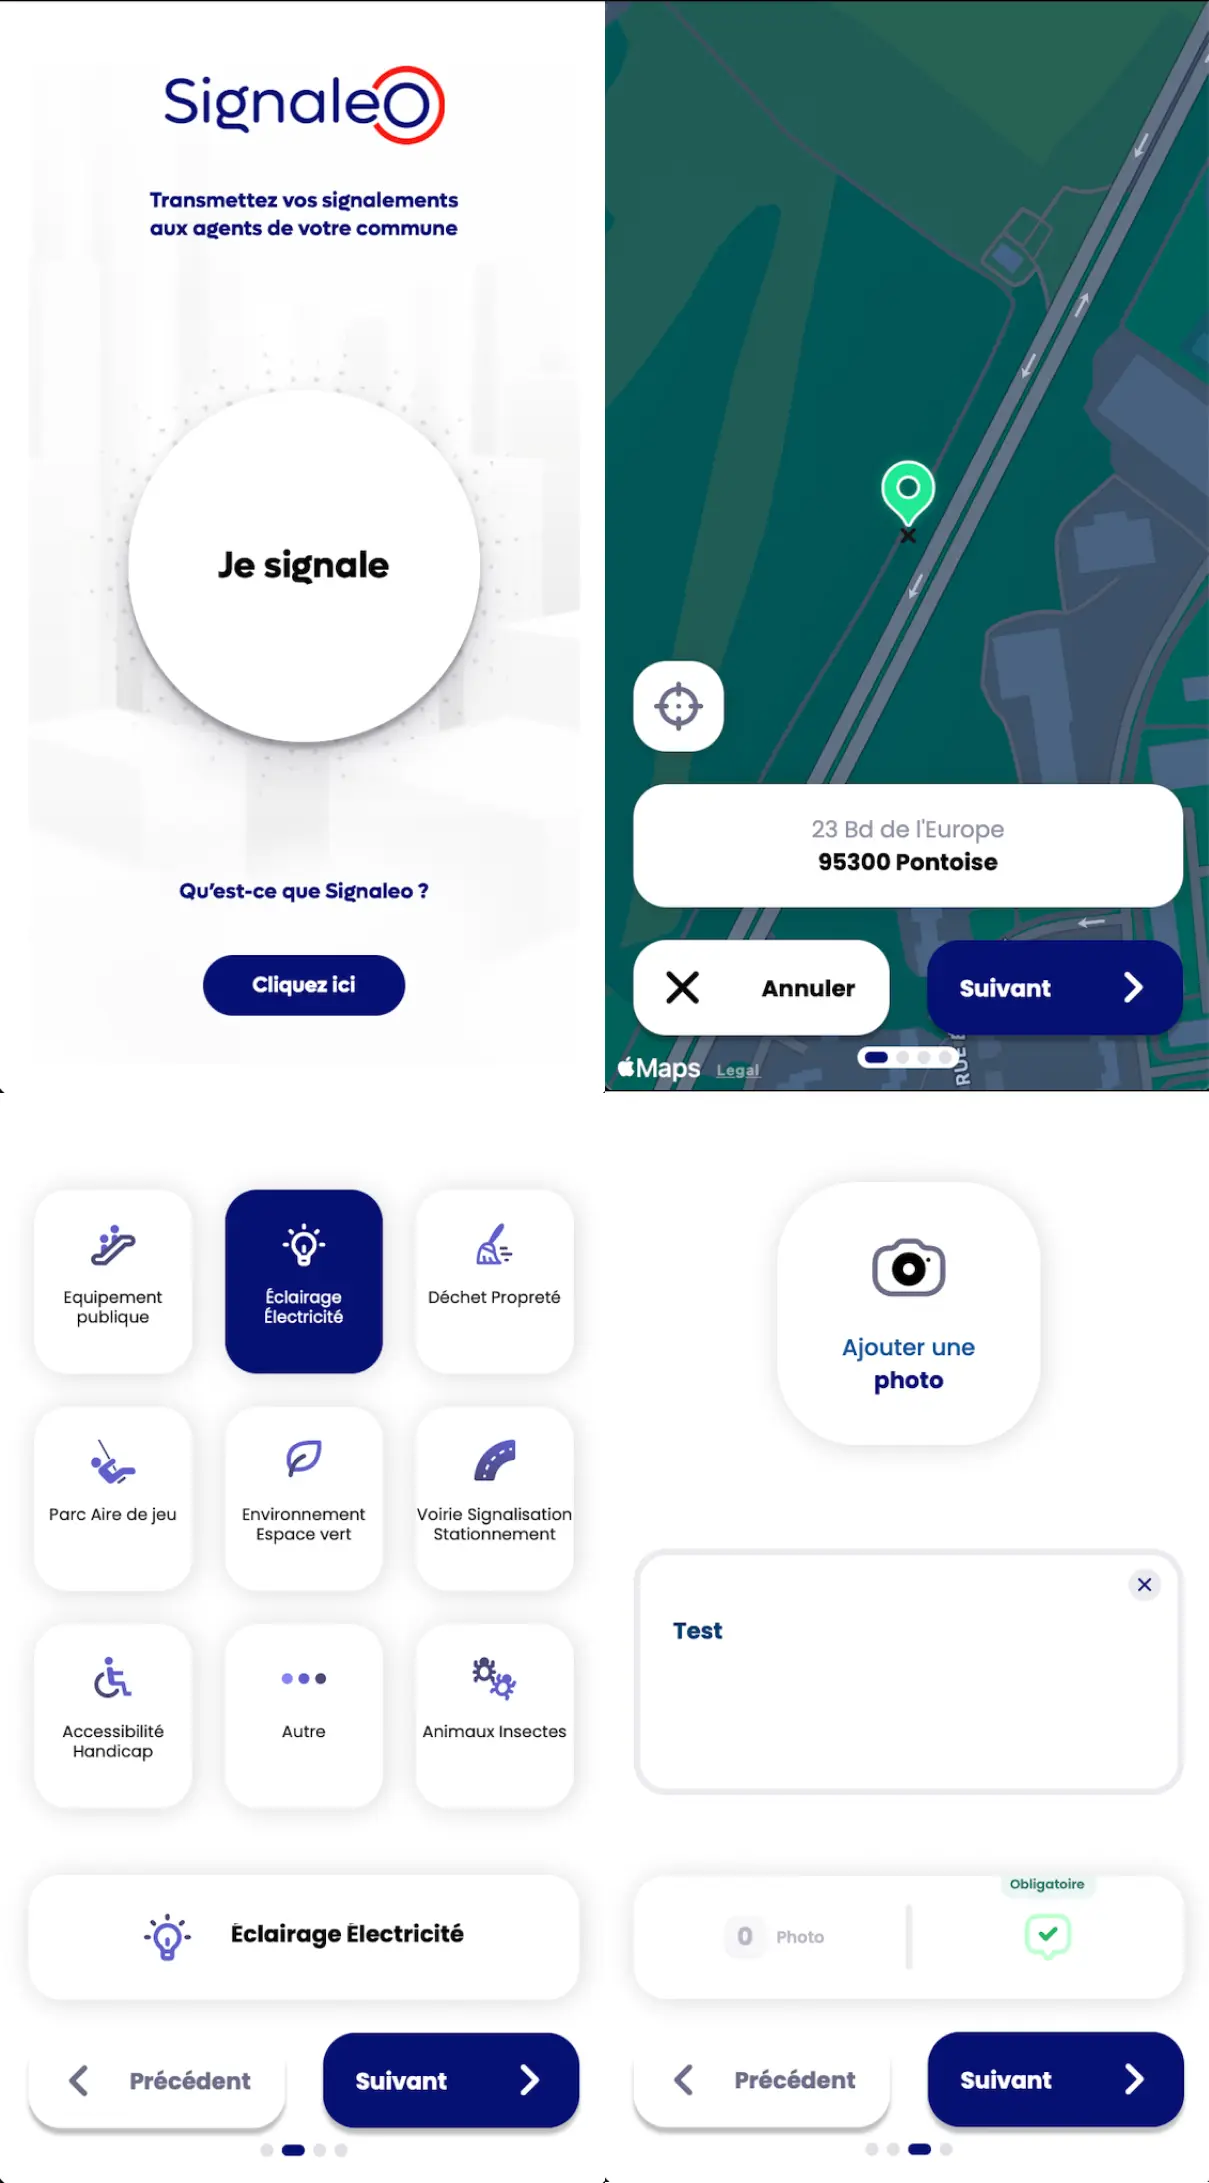 Signaleo
Transmettez vos signalements
aux agents de votre commune
Je signale
Qu'est-ce que Signaleo ?
Cliquez ici
23 Bd de l'Europe
95300 Pontoise
Annuler
Suivant
Maps
Legal
Equipement
publique
Éclairage
Électricité
Déchet Propreté
Parc Aire de jeu
Environnement
Espace vert
Voirie Signalisation
Stationnement
Accessibilité
Handicap
Autre
Animaux Insectes
Éclairage Électricité
Précédent
Suivant
Ajouter une
photo
Test
Obligatoire
0
Photo
Précédent
Suivant